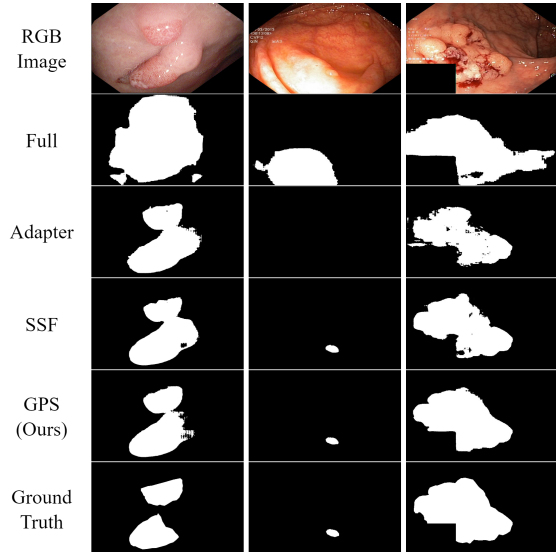 RGB
Image
Full
Adapter
SSF
GPS
(Ours)
Ground
Truth